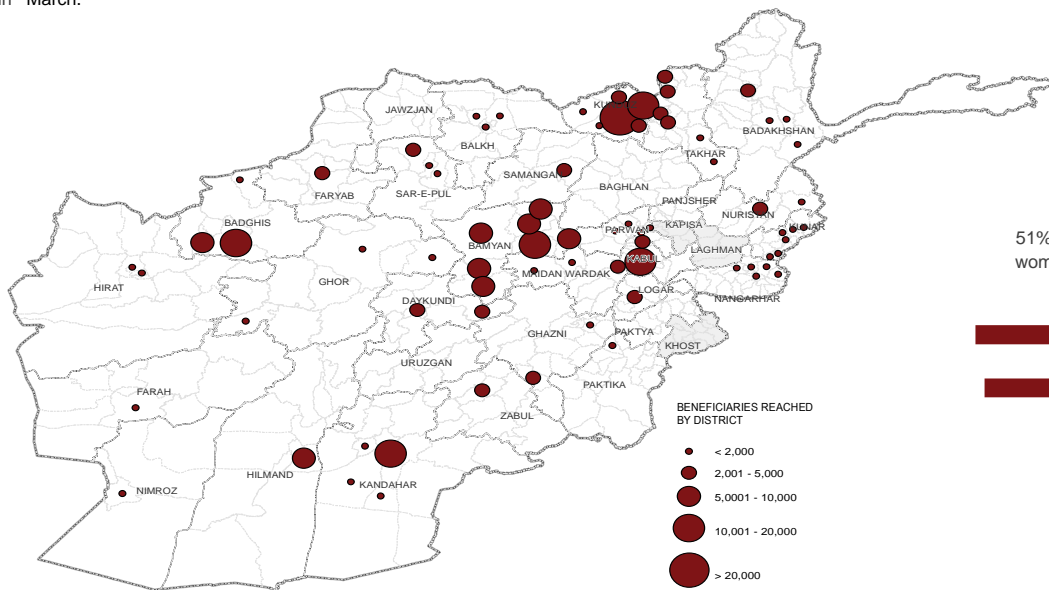 March.
JAWZJAN
BALKH
BADAKHSHAN
TAKHAR
SAMANGAN
BAGHLAN
FARYAB
SAR-E-PUL
PANJSHER
NURISTAN
BADGHIS
PARWAN
KAPISA
KUNAR
BAMYAN
LAGHMAN
KABUL
51%
MAIDAN WARDAK
HIRAT
GHOR
LOGAR
NANGARHAR
DAYKUNDI
GHAZNI
PAKTYA
KHOST
URUZGAN
PAKTIKA
FARAH
ZABUL
BENEFICIARIES REACHED
BY DISTRICT
< 2,000
2,001 - 5,000
5,0001 - 10,000
10,001 - 20,000
> 20,000
HILMAND
KANDAHAR
NIMROZ